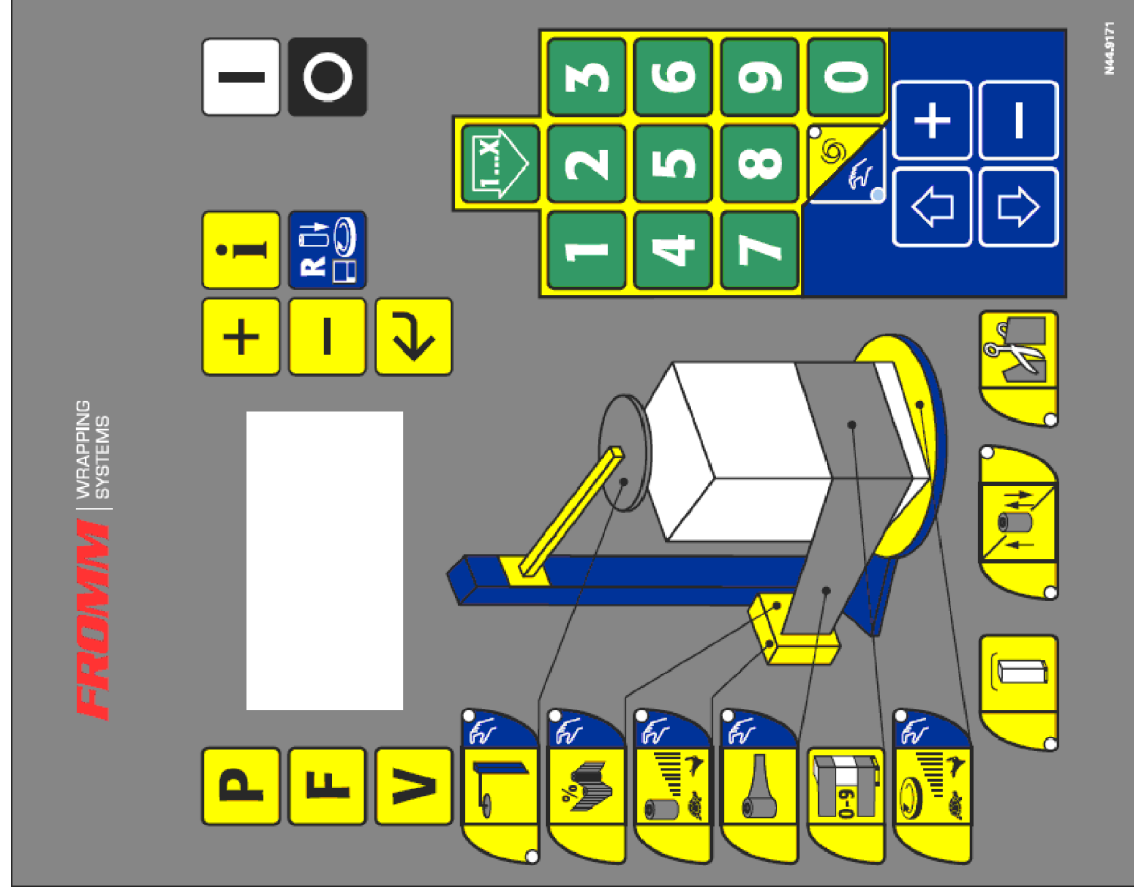 FROMM
WRAPPING
SYSTEMS
P + i I
F − R O
V
1...X
% 1 2 3
4 5 6
7 8 9
0-9 0
+
−
N44.9171